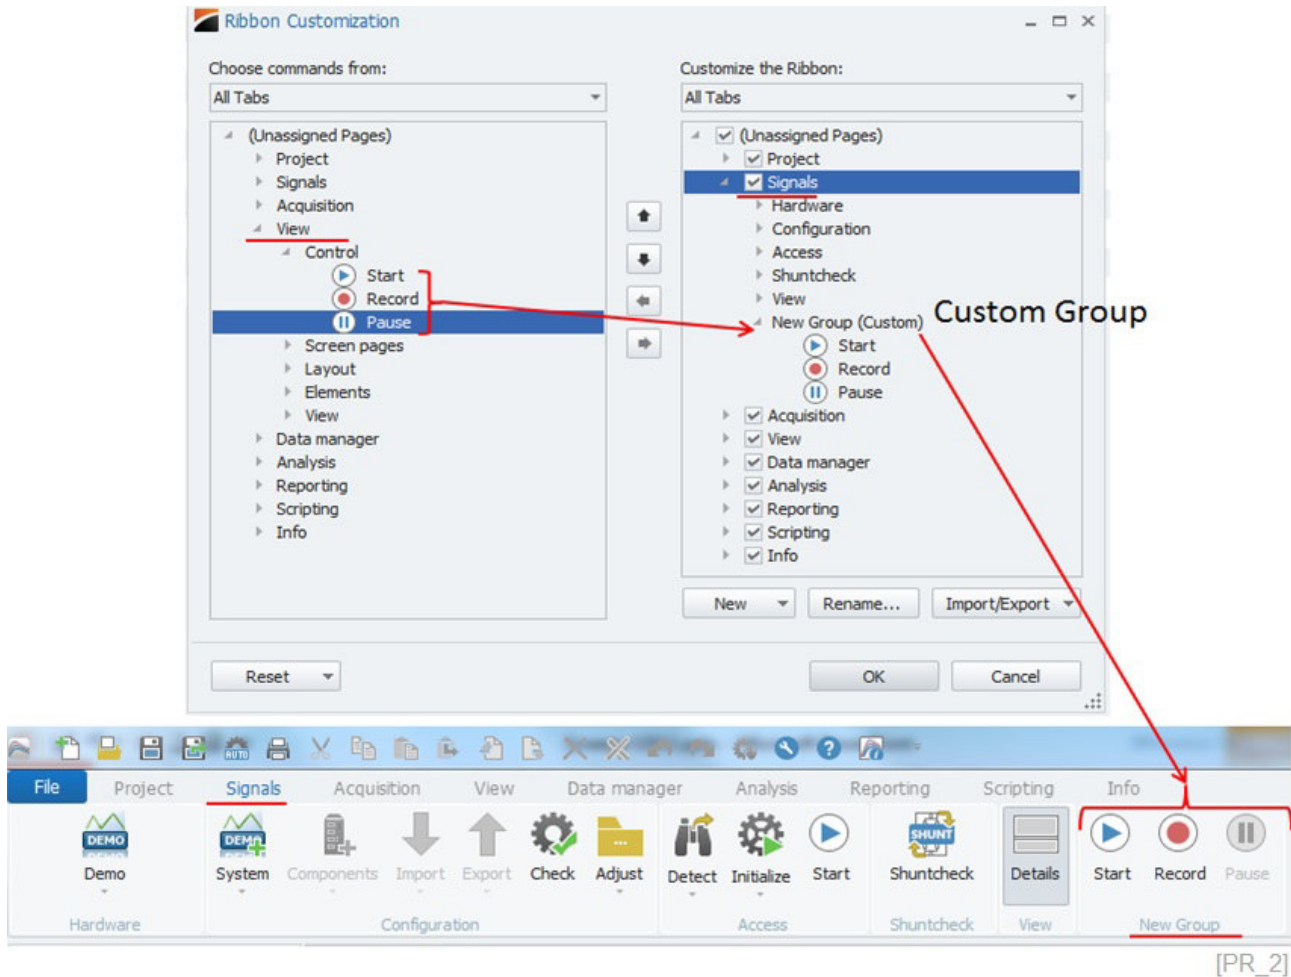 Ribbon Customization
Choose commands from:
Customize the Ribbon:
All Tabs
All Tabs
(Unassigned Pages)
Project
Signals
Acquisition
View
Control
Start
Record
Pause
Screen pages
Layout
Elements
View
Data manager
Analysis
Reporting
Scripting
Info
(Unassigned Pages)
Project
Signals
Hardware
Configuration
Access
Shuntcheck
View
New Group (Custom)
Start
Record
Pause
Acquisition
View
Data manager
Analysis
Reporting
Scripting
Info
Custom Group
New Rename... Import/Export
Reset OK Cancel
AUTO
File Project Signals Acquisition View Data manager Analysis Reporting Scripting Info
DEMO DEMO SHUNT
Demo System Components Import Export Check Adjust Detect Initialize Start Shuntcheck Details Start Record Pause
Hardware Configuration Access Shuntcheck View New Group
[PR_2]